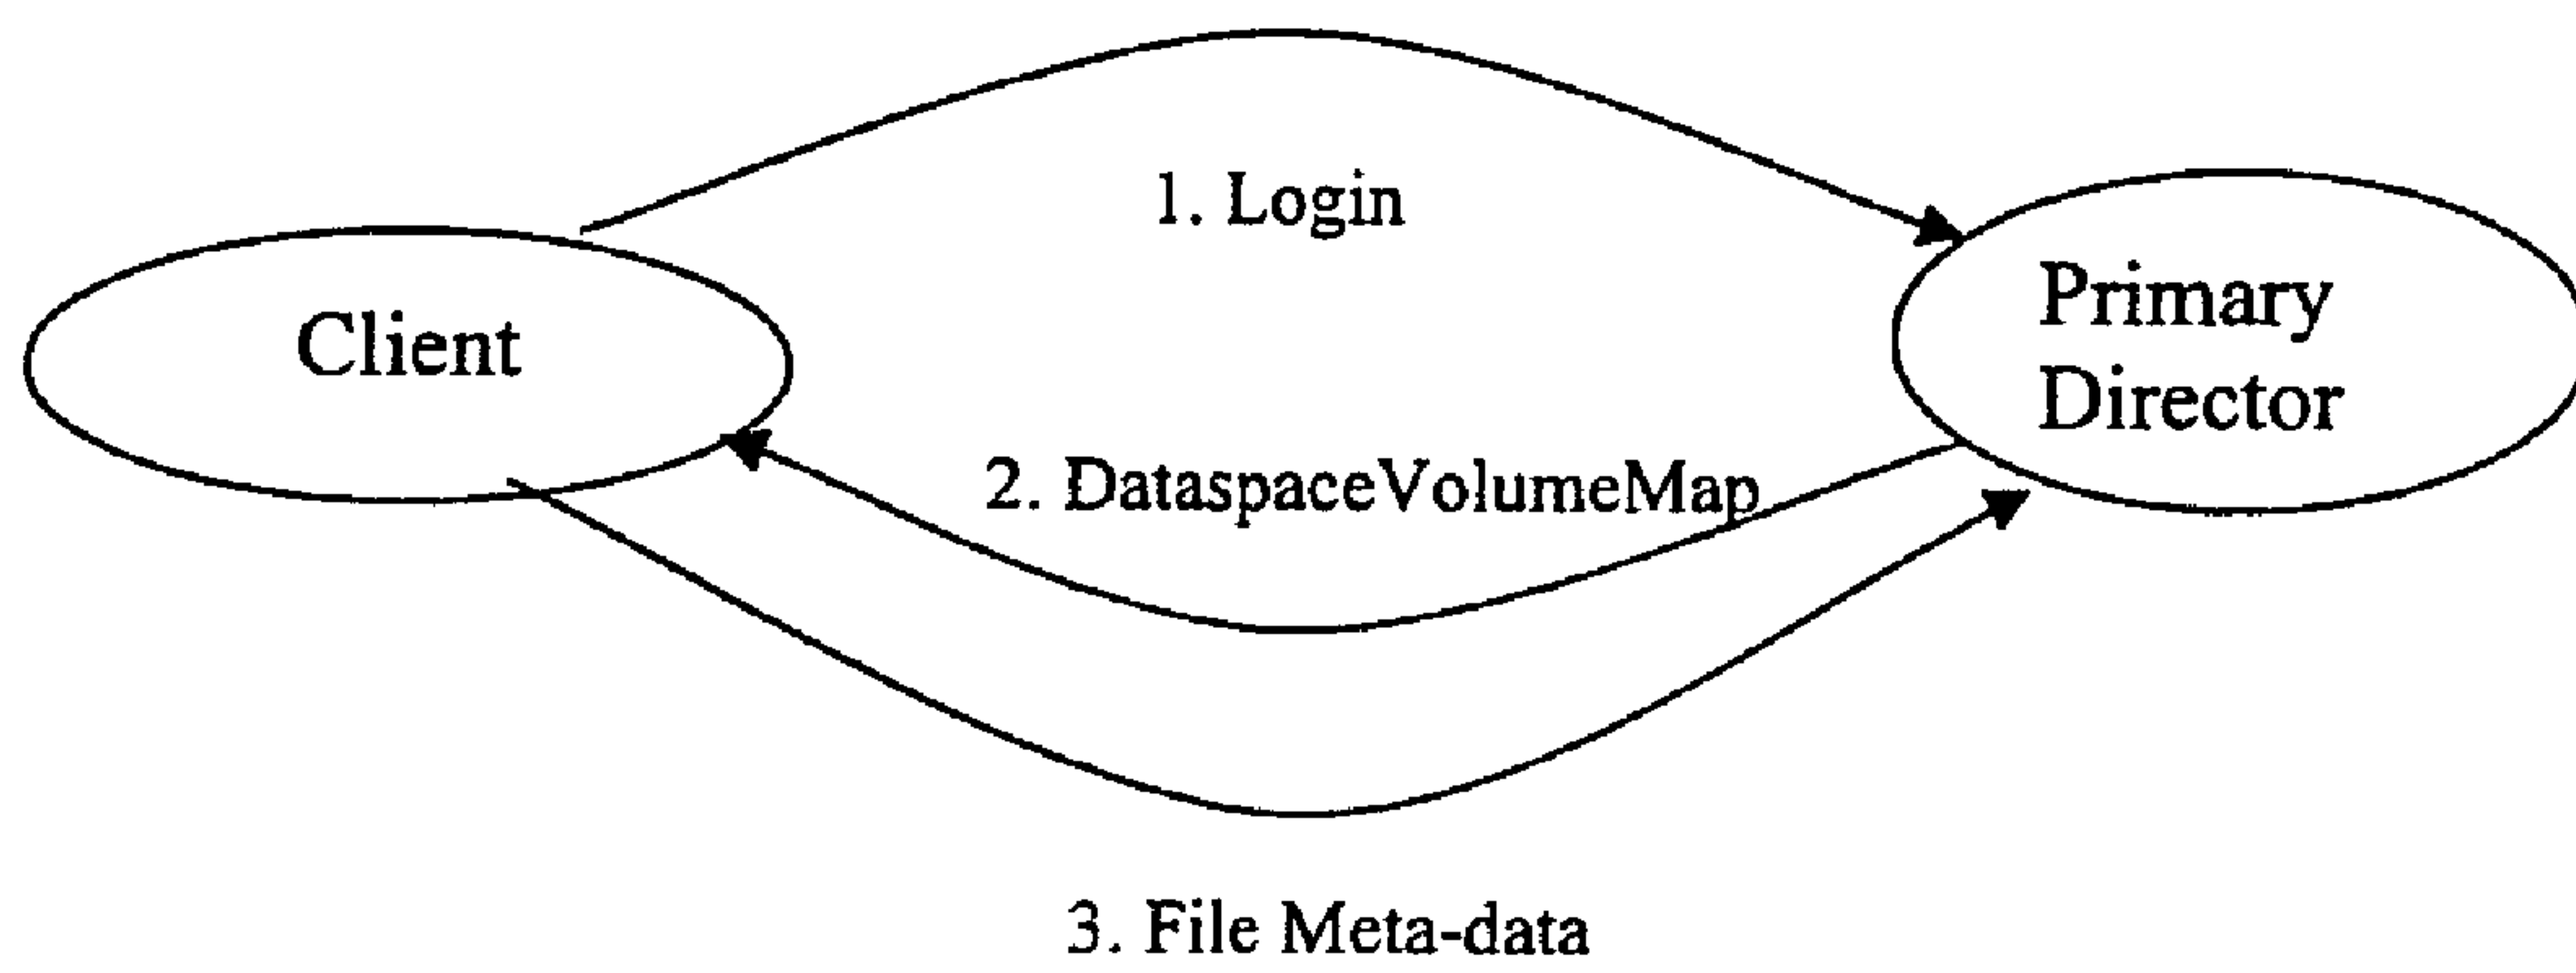 1. Login
Client
Primary
Director
2. DataspaceVolumeMap
3. File Meta-data